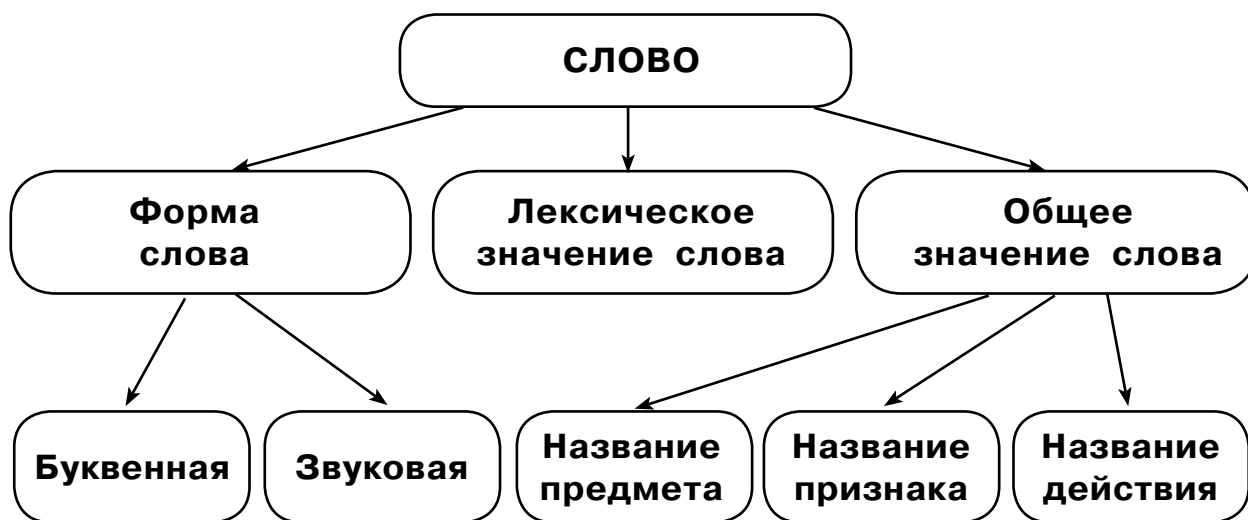 СЛОВО
Форма
слова
Лексическое
значение слова
Общее
значение слова
Буквенная
Звуковая
Название
предмета
Название
признака
Название
действия